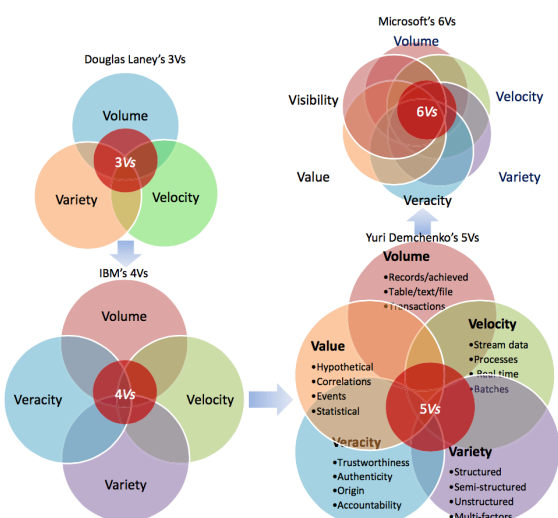 Douglas Laney's 3Vs
Volume
3Vs
Variety
Velocity
IBM's 4Vs
Volume
Veracity
4Vs
Velocity
Variety
Microsoft's 6Vs
Volume
Visibility
6Vs
Velocity
Value
Variety
Veracity
Yuri Demchenko's 5Vs
Volume
•Records/achieved
•Table/text/file
•Transactions
Value
•Hypothetical
•Correlations
•Events
•Statistical
Velocity
•Stream data
•Processes
•Real time
•Batches
5Vs
Veracity
•Trustworthiness
•Authenticity
•Origin
•Accountability
Variety
•Structured
•Semi-structured
•Unstructured
•Multi-factors